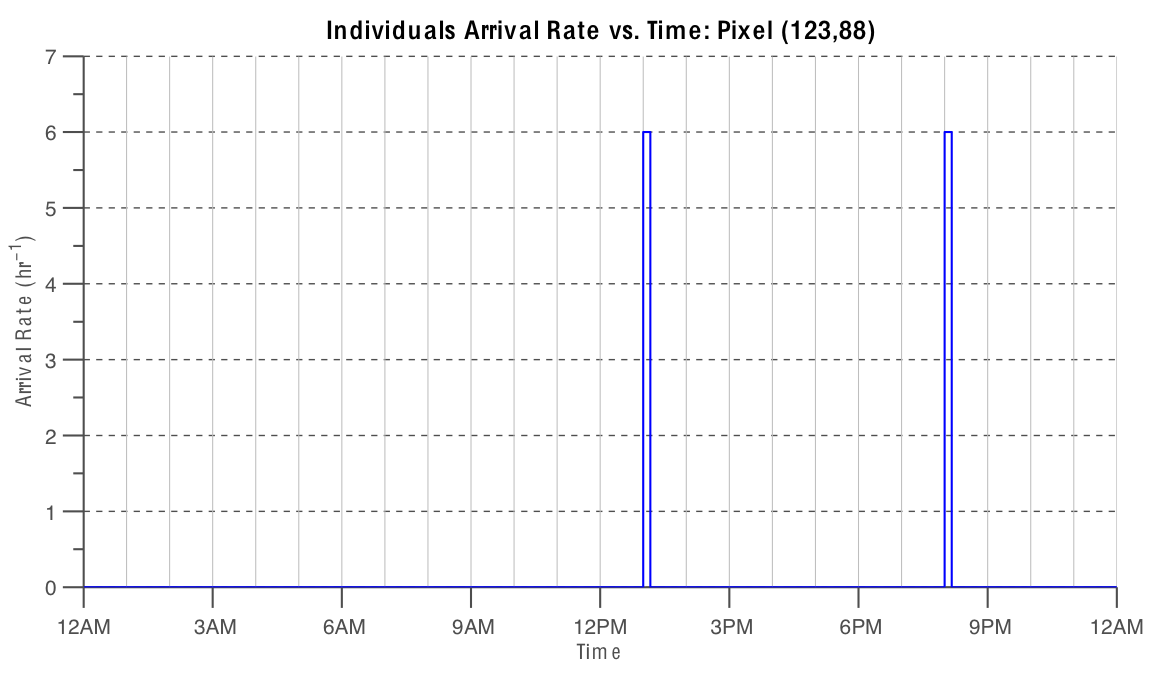 Individuals Arrival Rate vs. Time: Pixel (123,88)
7
6
5
4
3
2
1
0
Arrival Rate (hr⁻¹)
12AM 3AM 6AM 9AM 12PM 3PM 6PM 9PM 12AM
Time